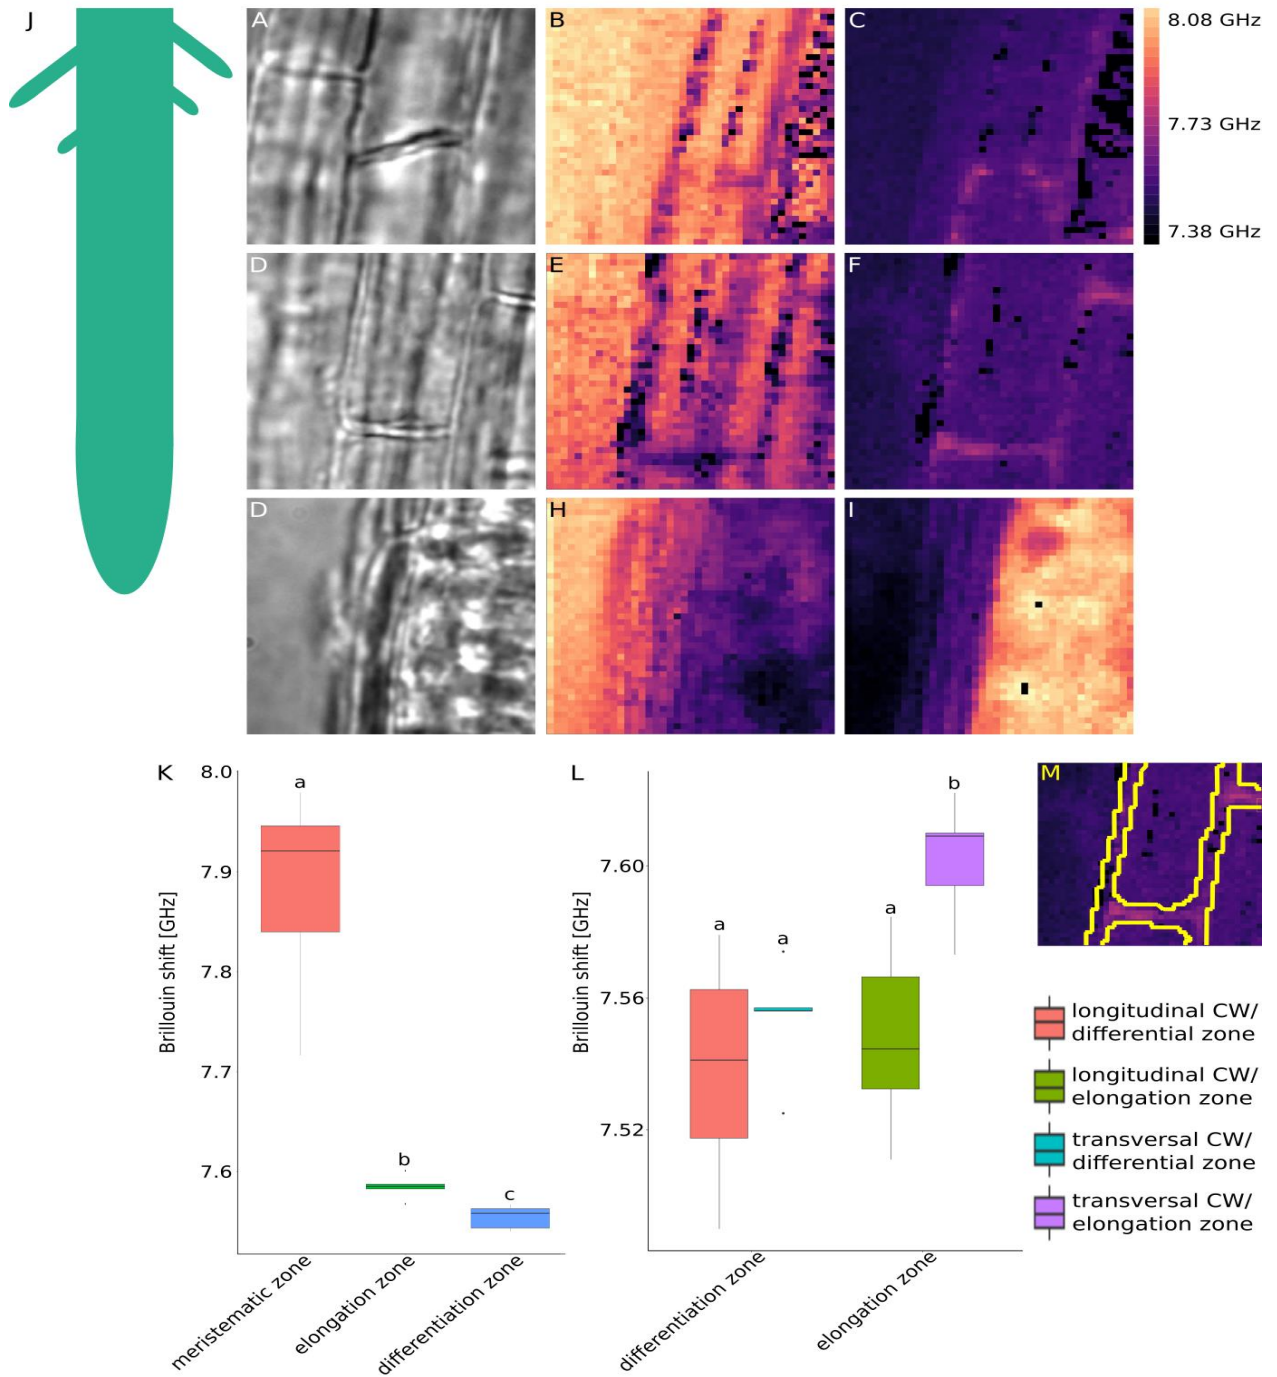 J
A
B
C
8.08 GHz
7.73 GHz
7.38 GHz
D
E
F
D
H
I
K
8.0
7.9
7.8
7.7
7.6
Brillouin shift [GHz]
a
b
c
meristematic zone
elongation zone
differentiation zone
L
7.60
7.56
7.52
Brillouin shift [GHz]
a
a
a
b
differentiation zone
elongation zone
M
longitudinal CW/
differential zone
longitudinal CW/
elongation zone
transversal CW/
differential zone
transversal CW/
elongation zone